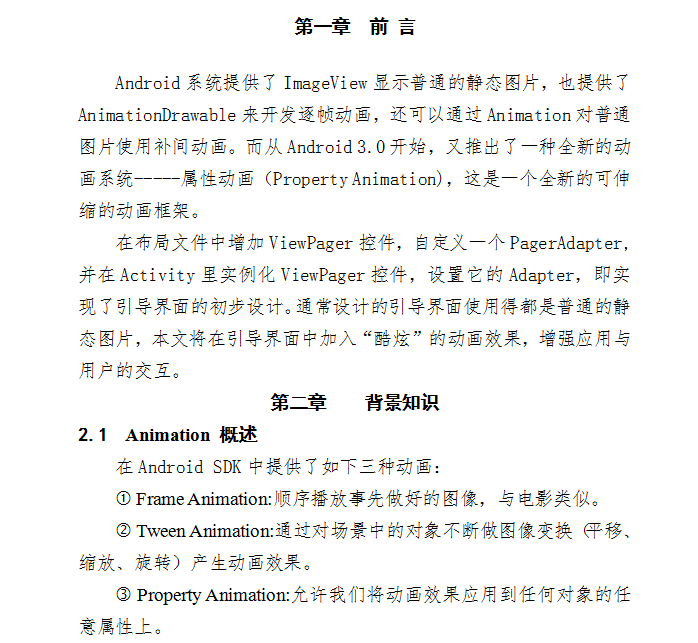 第一章 前 言
Android 系统提供了 ImageView 显示普通的静态图片，也提供了
AnimationDrawable 来开发逐帧动画，还可以通过 Animation 对普通
图片使用补间动画。而从 Android 3.0 开始，又推出了一种全新的动
画系统-----属性动画（Property Animation），这是一个全新的可伸
缩的动画框架。
在布局文件中增加 ViewPager 控件，自定义一个 PagerAdapter,
并在 Activity 里实例化 ViewPager 控件，设置它的 Adapter，即实
现了引导界面的初步设计。通常设计的引导界面使用得都是普通的静
态图片，本文将在引导界面中加入“酷炫”的动画效果，增强应用与
用户的交互。
第二章 背景知识
2.1 Animation 概述
在 Android SDK 中提供了如下三种动画：
① Frame Animation:顺序播放事先做好的图像，与电影类似。
② Tween Animation:通过对场景中的对象不断做图像变换（平移、
缩放、旋转）产生动画效果。
③ Property Animation:允许我们将动画效果应用到任何对象的任
意属性上。